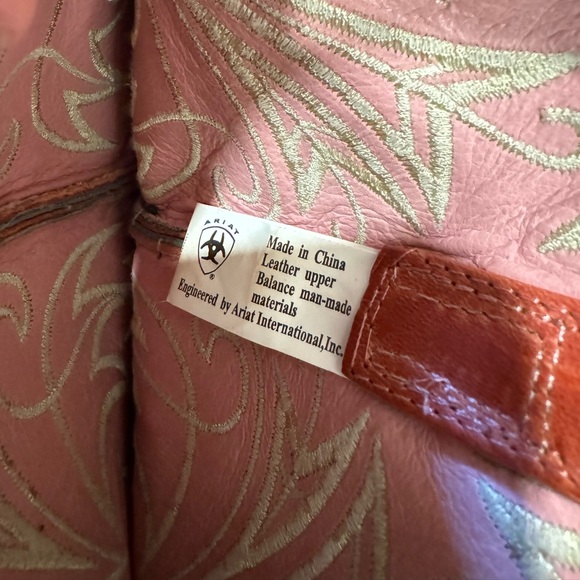 ARIAT
Made in China
Leather upper
Balance man-made
materials
Engineered by Ariat International,Inc.